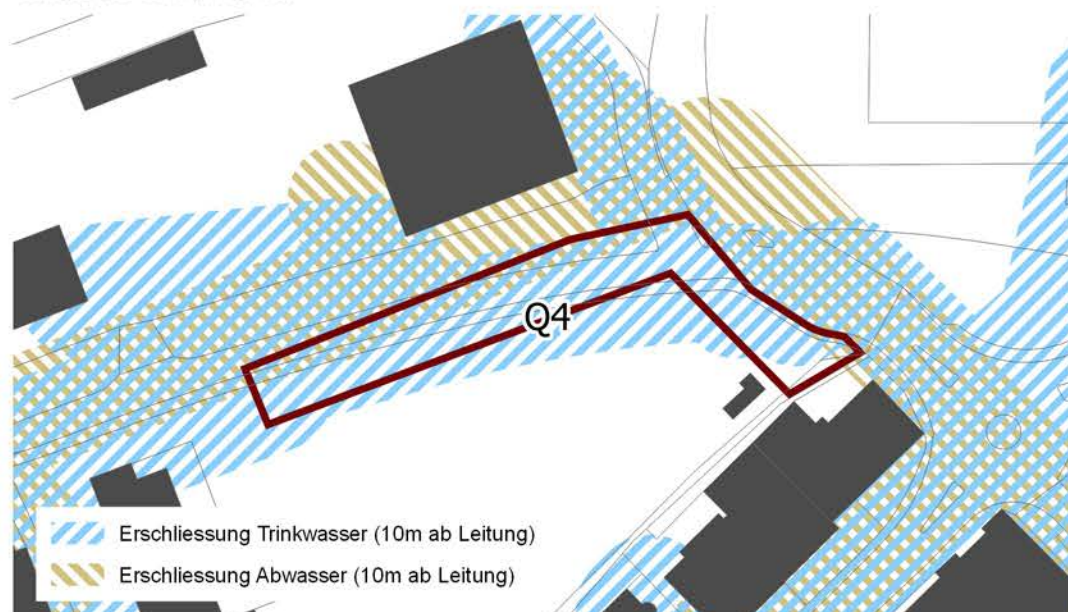 Q4
Erschliessung Trinkwasser (10m ab Leitung)
Erschliessung Abwasser (10m ab Leitung)